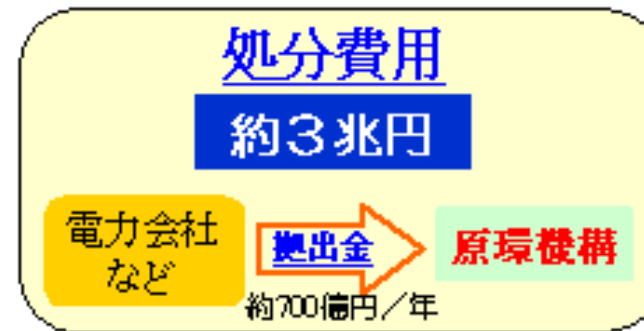 処分費用
約３兆円
電力会社
など
拠出金
原環機構
約700億円／年